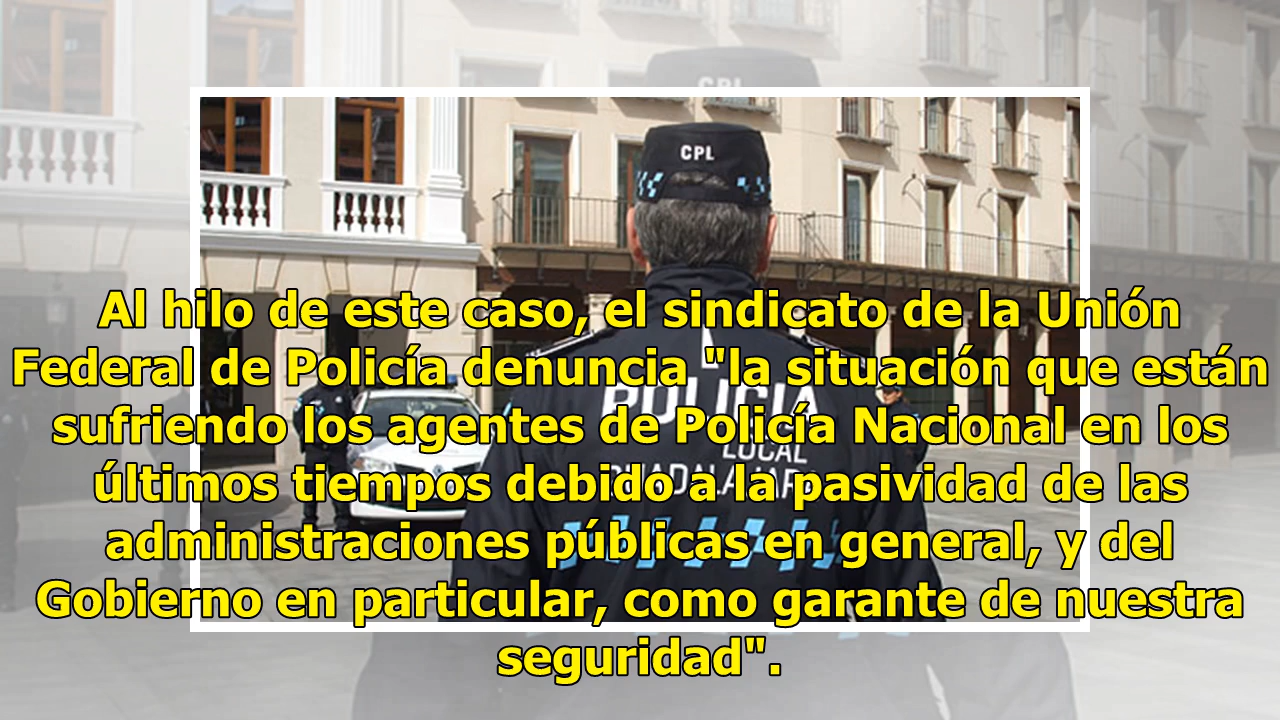 CPL
CPL
Al hilo de este caso, el sindicato de la Unión
Federal de Policía denuncia "la situación que están
sufriendo los agentes de Policía Nacional en los
últimos tiempos debido a la pasividad de las
administraciones públicas en general, y del
Gobierno en particular, como garante de nuestra
seguridad".
POLICÍA
LOCAL
GUADALAJARA